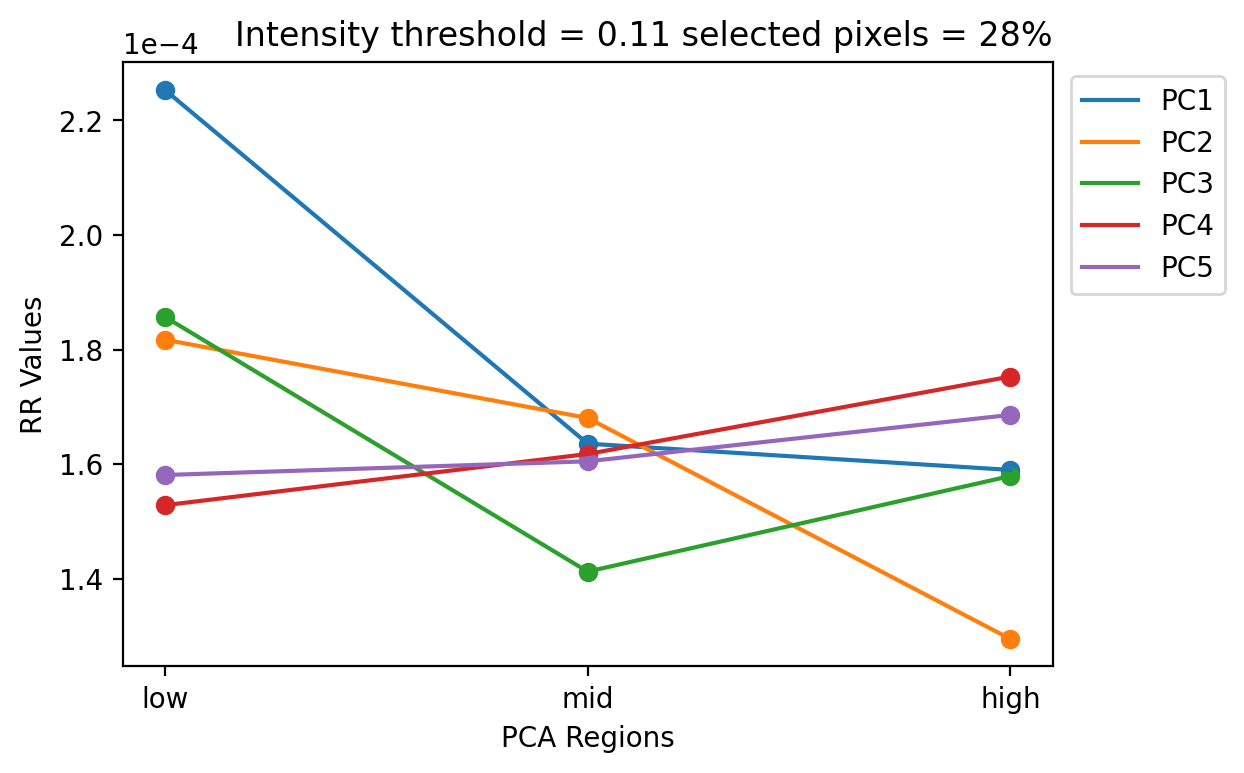 1e−4
Intensity threshold = 0.11 selected pixels = 28%
2.2
2.0
1.8
1.6
1.4
RR Values
low
mid
high
PCA Regions
PC1
PC2
PC3
PC4
PC5